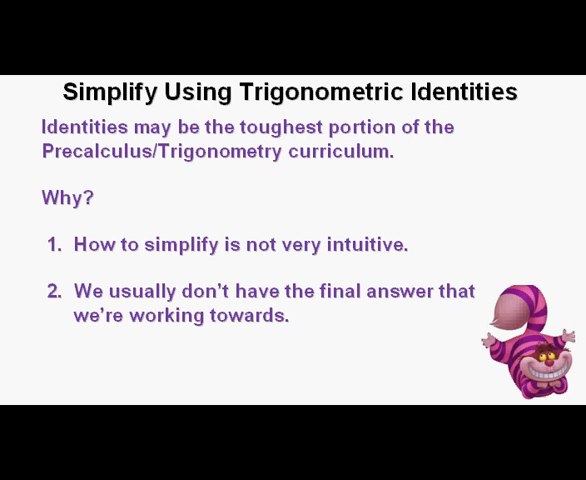 Simplify Using Trigonometric Identities
Identities may be the toughest portion of the
Precalculus/Trigonometry curriculum.
Why?
1. How to simplify is not very intuitive.
2. We usually don't have the final answer that
we're working towards.